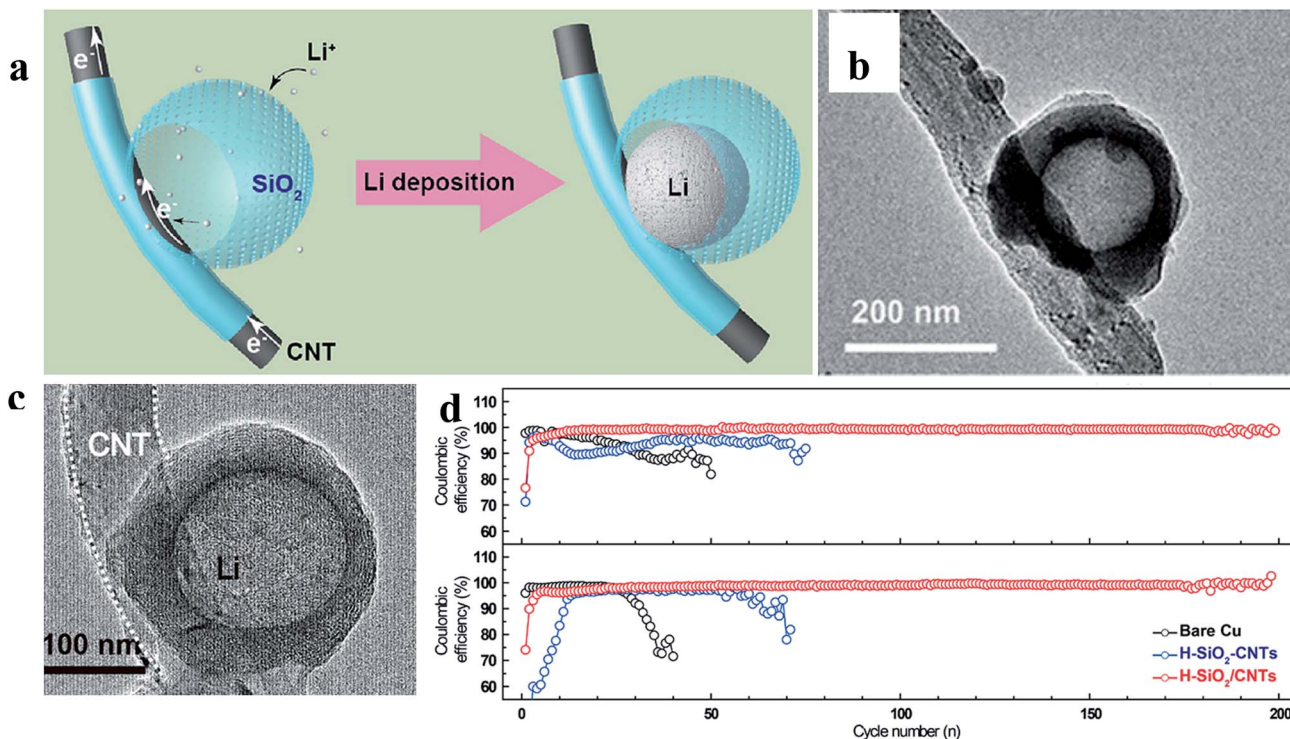 a
e⁻
Li⁺
SiO₂
e⁻
e⁻
CNT
Li deposition
Li
b
200 nm
c
CNT
Li
100 nm
d
Coulombic
efficiency (%)
110
100
90
80
70
60
Coulombic
efficiency (%)
110
100
90
80
70
60
Bare Cu
H-SiO₂-CNTs
H-SiO₂/CNTs
0 50 100 150 200
Cycle number (n)